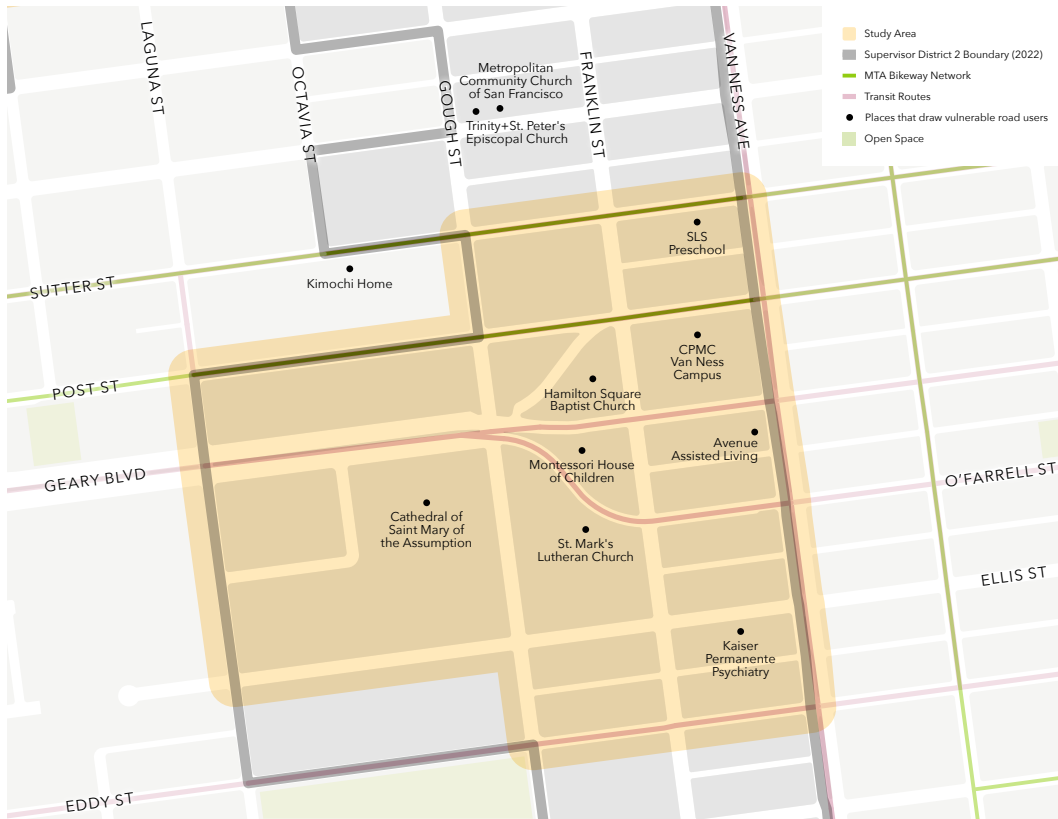 Study Area
Supervisor District 2 Boundary (2022)
MTA Bikeway Network
Transit Routes
Places that draw vulnerable road users
Open Space
LAGUNA ST
OCTAVIA ST
GOUGH ST
FRANKLIN ST
VAN NESS AVE
Metropolitan
Community Church
of San Francisco
Trinity+St. Peter's
Episcopal Church
SLS
Preschool
Kimochi Home
SUTTER ST
CPMC
Van Ness
Campus
POST ST
Hamilton Square
Baptist Church
Avenue
Assisted Living
GEARY BLVD
Montessori House
of Children
O'FARRELL ST
Cathedral of
Saint Mary of
the Assumption
St. Mark's
Lutheran Church
ELLIS ST
Kaiser
Permanente
Psychiatry
EDDY ST